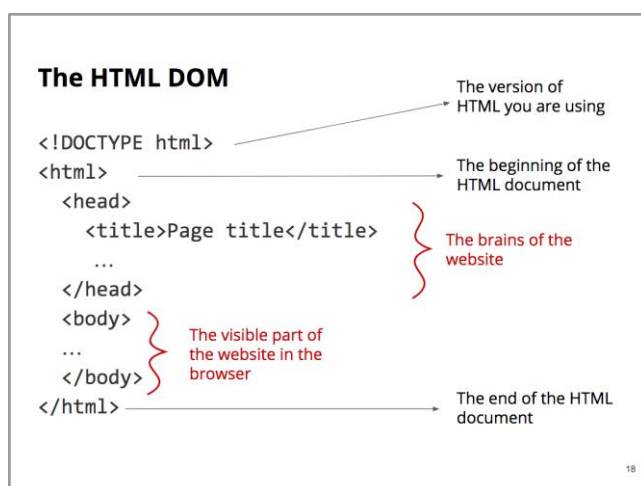 The HTML DOM
The version of
HTML you are using
<!DOCTYPE html>
<html>
The beginning of the
HTML document
<head>
<title>Page title</title>
...
</head>
The brains of the
website
<body>
...
</body>
The visible part of
the website in the
browser
</html>
The end of the HTML
document
18